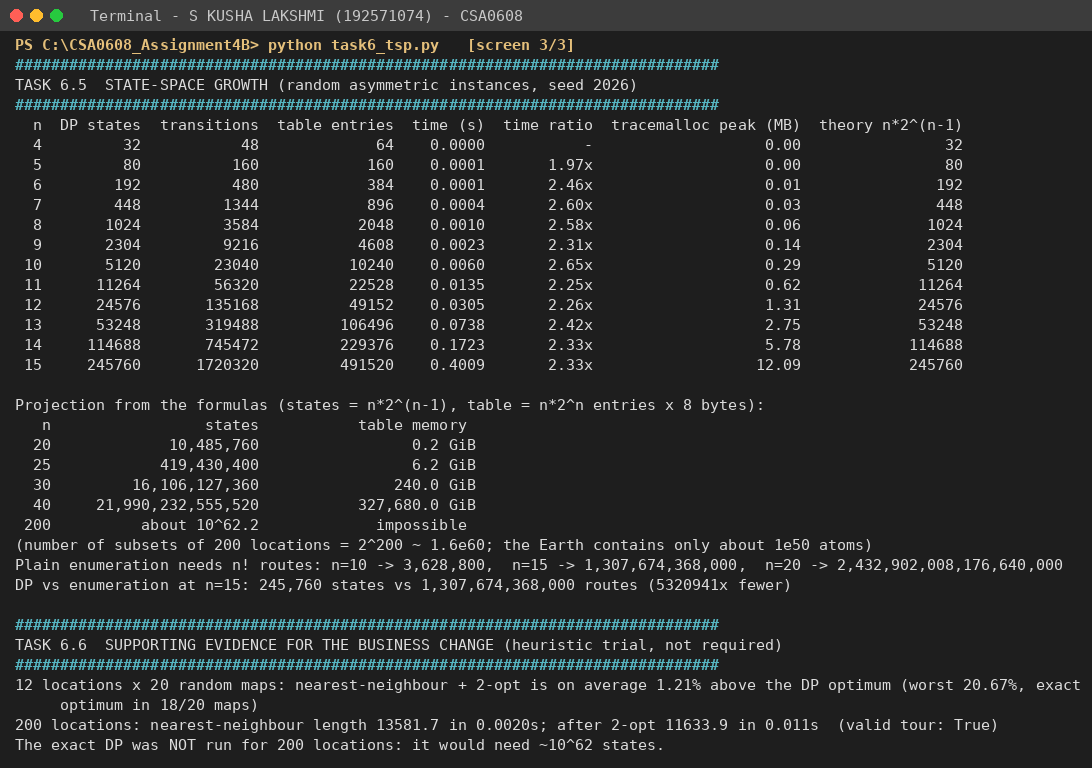 Terminal - S KUSHA LAKSHMI (192571074) - CSA0608
PS C:\CSA0608_Assignment4B> python task6_tsp.py   [screen 3/3]
##############################################################################
TASK 6.5  STATE-SPACE GROWTH (random asymmetric instances, seed 2026)
##############################################################################
  n  DP states  transitions  table entries  time (s)  time ratio  tracemalloc peak (MB)  theory n*2^(n-1)
  4         32           48             64    0.0000           -                   0.00                32
  5         80          160            160    0.0001       1.97x                   0.00                80
  6        192          480            384    0.0001       2.46x                   0.01               192
  7        448         1344            896    0.0004       2.60x                   0.03               448
  8       1024         3584           2048    0.0010       2.58x                   0.06              1024
  9       2304         9216           4608    0.0023       2.31x                   0.14              2304
 10       5120        23040          10240    0.0060       2.65x                   0.29              5120
 11      11264        56320          22528    0.0135       2.25x                   0.62             11264
 12      24576       135168          49152    0.0305       2.26x                   1.31             24576
 13      53248       319488         106496    0.0738       2.42x                   2.75             53248
 14     114688       745472         229376    0.1723       2.33x                   5.78            114688
 15     245760      1720320         491520    0.4009       2.33x                  12.09            245760
Projection from the formulas (states = n*2^(n-1), table = n*2^n entries x 8 bytes):
   n                 states           table memory
  20             10,485,760                 0.2 GiB
  25            419,430,400                 6.2 GiB
  30         16,106,127,360               240.0 GiB
  40     21,990,232,555,520           327,680.0 GiB
 200          about 10^62.2             impossible
(number of subsets of 200 locations = 2^200 ~ 1.6e60; the Earth contains only about 1e50 atoms)
Plain enumeration needs n! routes: n=10 -> 3,628,800,  n=15 -> 1,307,674,368,000,  n=20 -> 2,432,902,008,176,640,000
DP vs enumeration at n=15: 245,760 states vs 1,307,674,368,000 routes (5320941x fewer)
##############################################################################
TASK 6.6  SUPPORTING EVIDENCE FOR THE BUSINESS CHANGE (heuristic trial, not required)
##############################################################################
12 locations x 20 random maps: nearest-neighbour + 2-opt is on average 1.21% above the DP optimum (worst 20.67%, exact
     optimum in 18/20 maps)
200 locations: nearest-neighbour length 13581.7 in 0.0020s; after 2-opt 11633.9 in 0.011s  (valid tour: True)
The exact DP was NOT run for 200 locations: it would need ~10^62 states.